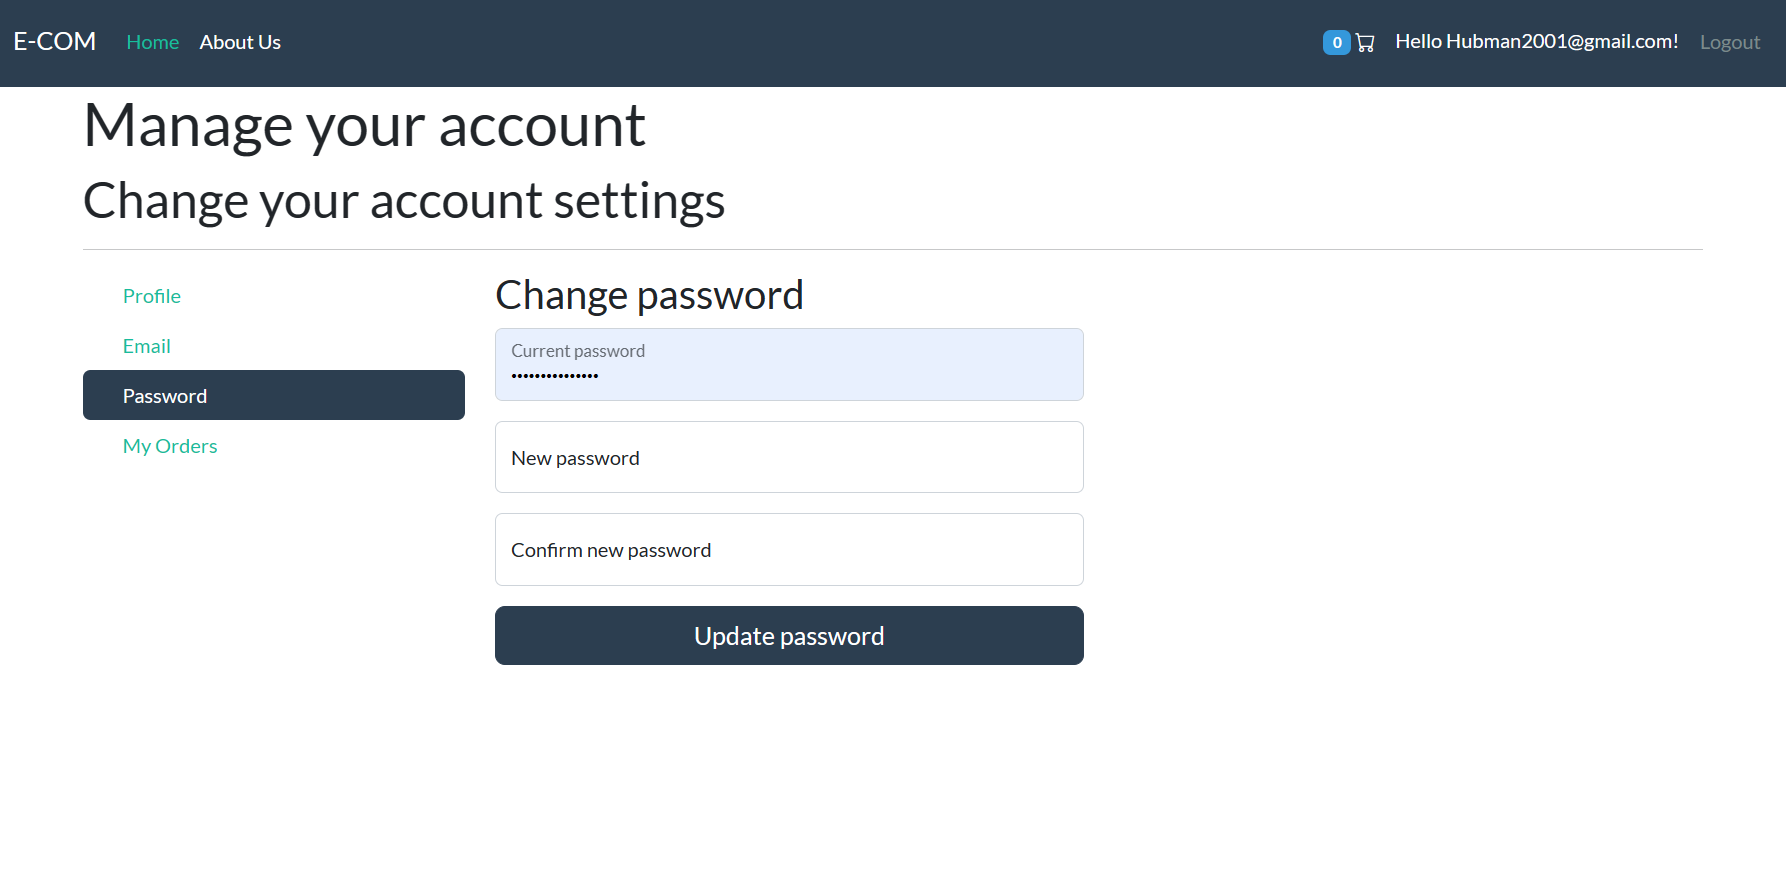 E-COM Home About Us 0 Hello Hubman2001@gmail.com! Logout
Manage your account
Change your account settings
Profile
Email
Password
My Orders
Change password
Current password
•••••••••••••••
New password
Confirm new password
Update password